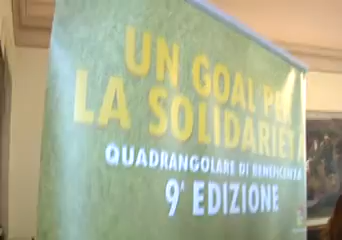 UN GOAL PER
LA SOLIDARIETÀ
QUADRANGOLARE DI BENEFICENZA
9ª EDIZIONE